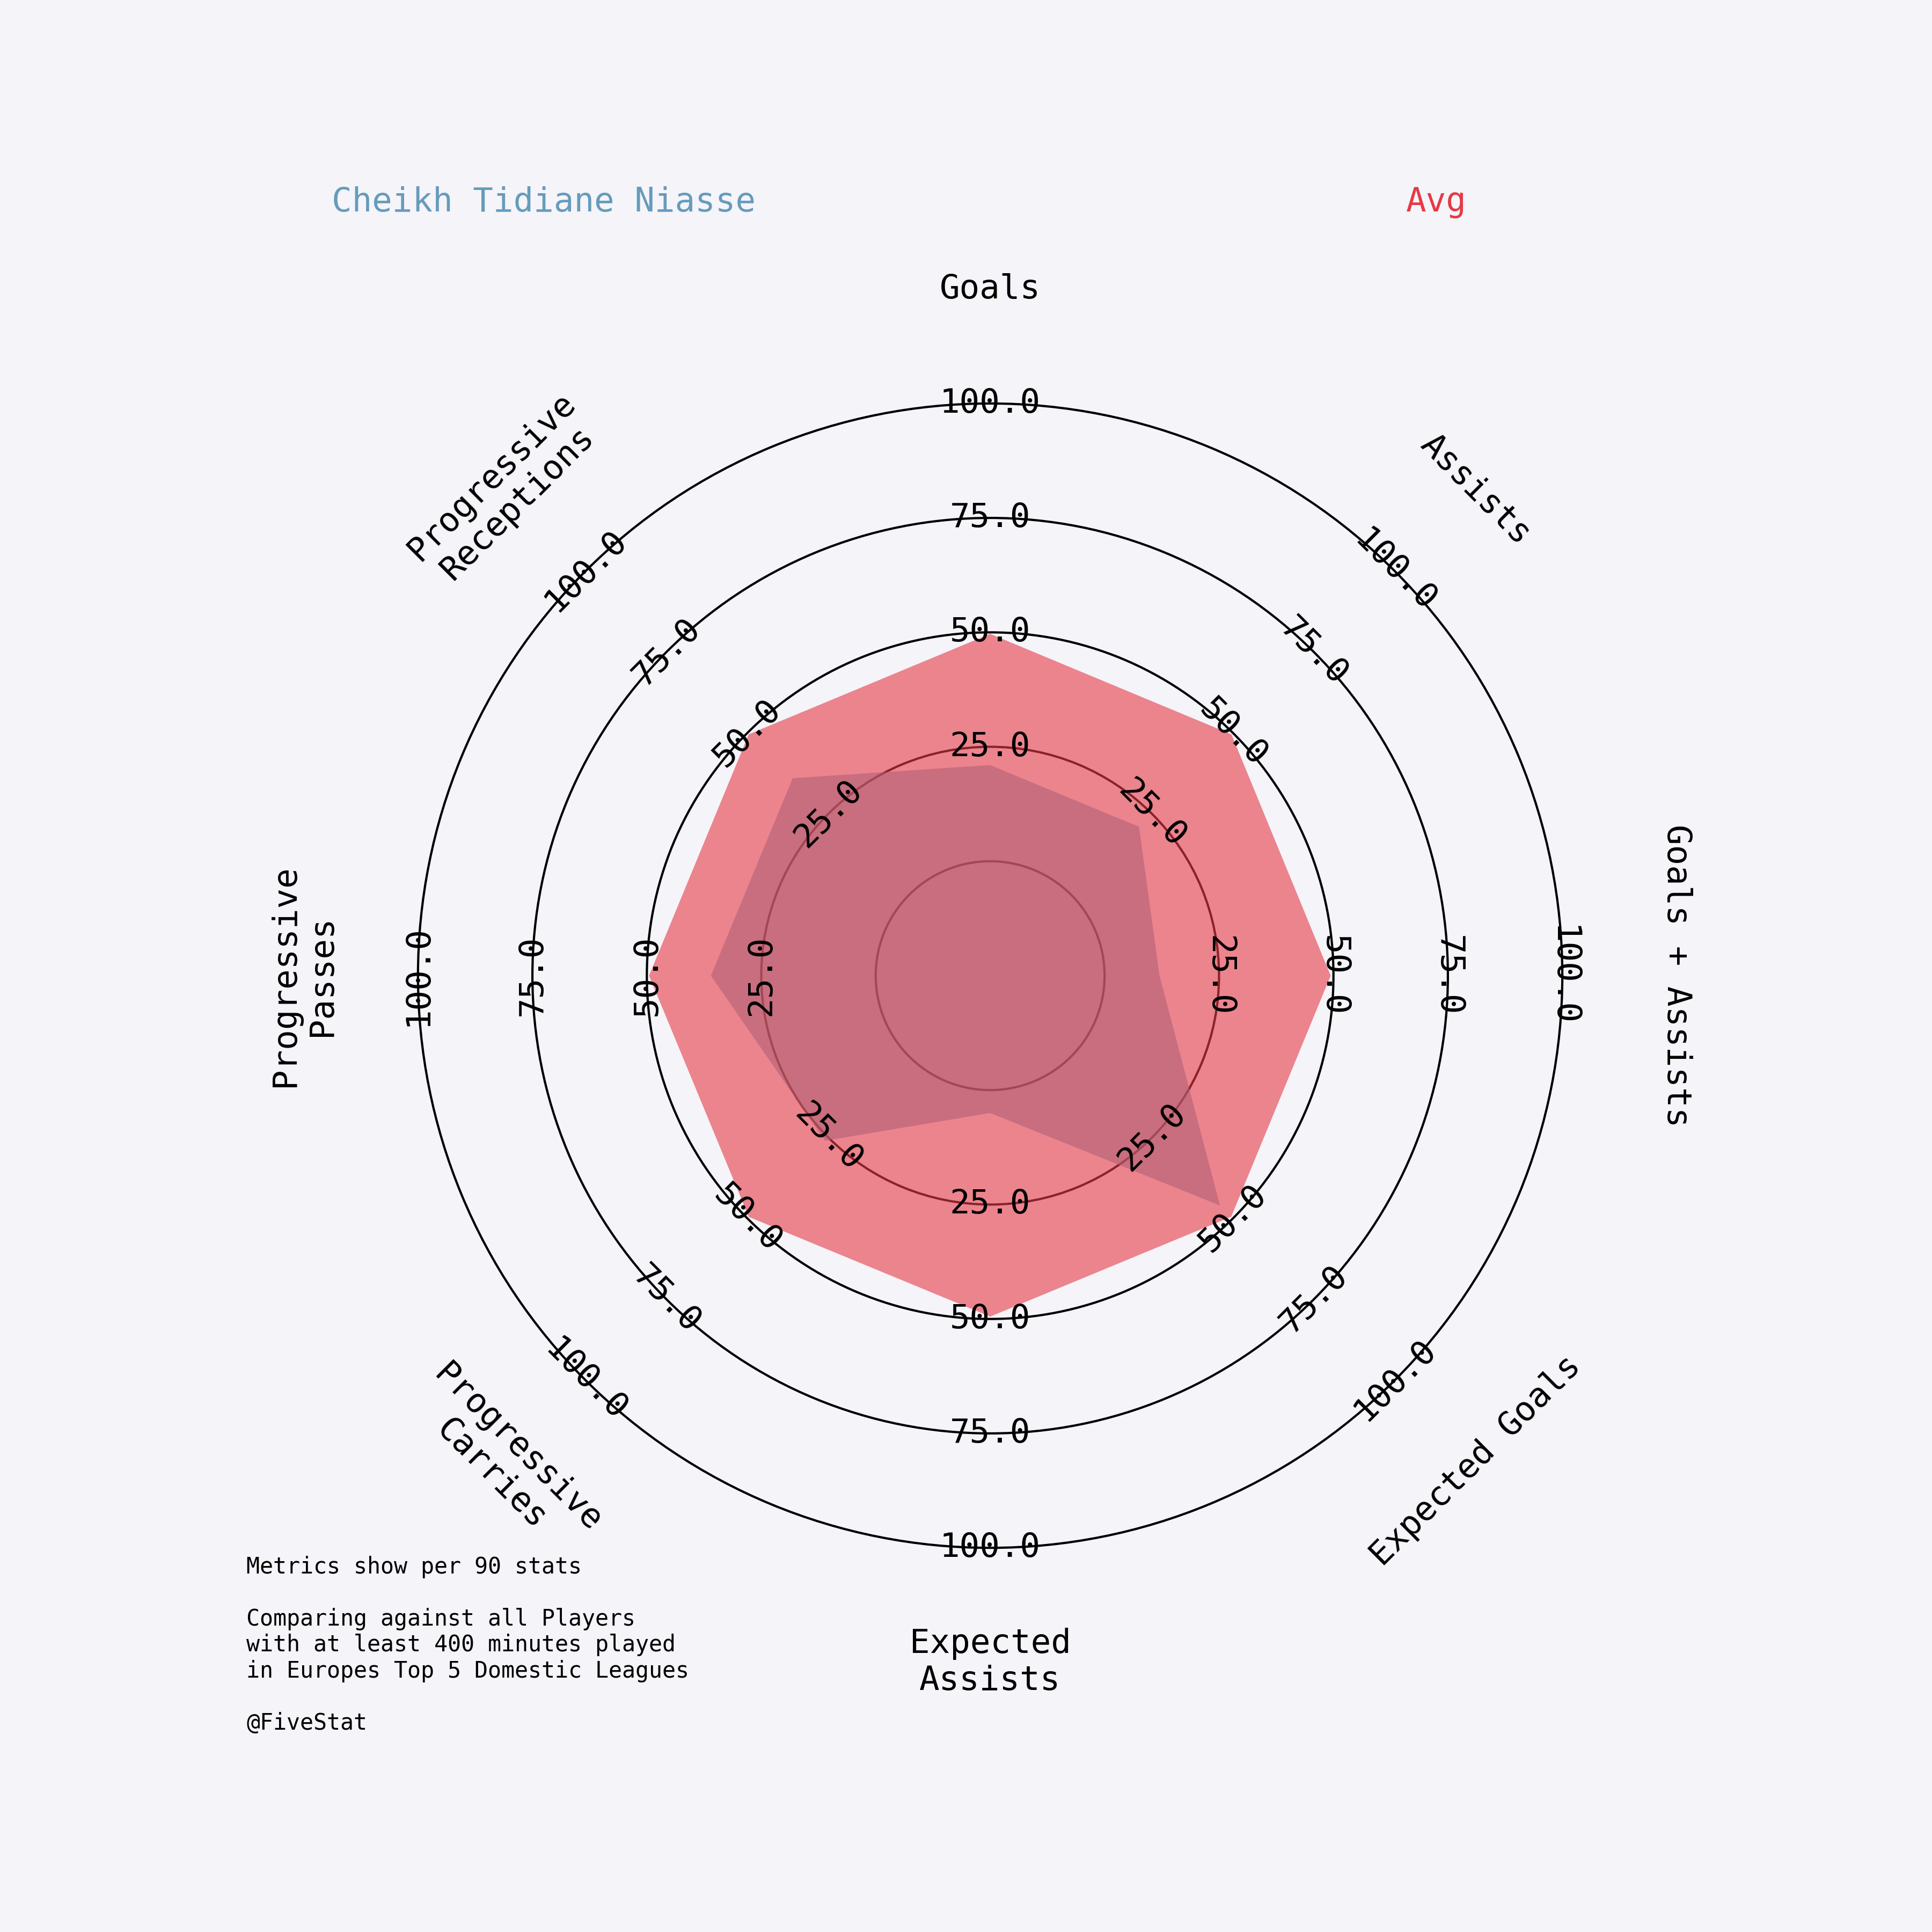 Cheikh Tidiane Niasse
Avg
Goals
Assists
Goals + Assists
Expected Goals
Expected
Assists
Progressive
Carries
Progressive
Passes
Progressive
Receptions
100.0
75.0
50.0
25.0
100.0
75.0
50.0
25.0
100.0
75.0
50.0
25.0
100.0
75.0
50.0
25.0
25.0
50.0
75.0
100.0
25.0
50.0
75.0
100.0
100.0
75.0
50.0
25.0
100.0
75.0
50.0
25.0
Metrics show per 90 stats
Comparing against all Players
with at least 400 minutes played
in Europes Top 5 Domestic Leagues
@FiveStat